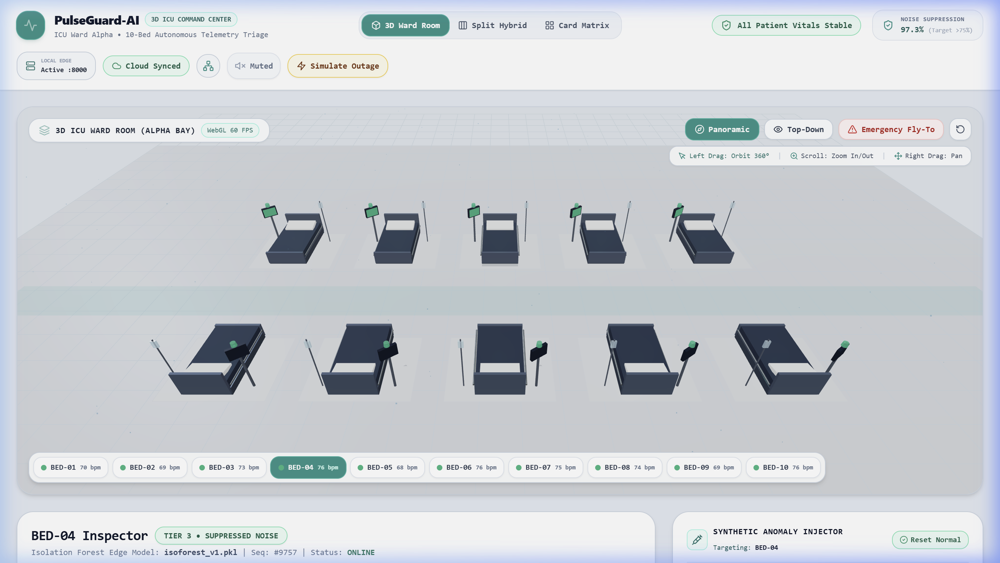 PulseGuard-AI 3D ICU COMMAND CENTER
ICU Ward Alpha • 10-Bed Autonomous Telemetry Triage
3D Ward Room Split Hybrid Card Matrix
All Patient Vitals Stable
NOISE SUPPRESSION
97.3% (Target >75%)
LOCAL EDGE
Active :8000
Cloud Synced
Muted
Simulate Outage
3D ICU WARD ROOM (ALPHA BAY) WebGL 60 FPS
Panoramic Top-Down Emergency Fly-To
Left Drag: Orbit 360° | Scroll: Zoom In/Out | Right Drag: Pan
BED-01 70 bpm BED-02 69 bpm BED-03 73 bpm BED-04 76 bpm BED-05 68 bpm BED-06 76 bpm BED-07 75 bpm BED-08 74 bpm BED-09 69 bpm BED-10 76 bpm
BED-04 Inspector TIER 3 • SUPPRESSED NOISE
Isolation Forest Edge Model: isoforest_v1.pkl | Seq: #9757 | Status: ONLINE
SYNTHETIC ANOMALY INJECTOR
Targeting: BED-04
Reset Normal